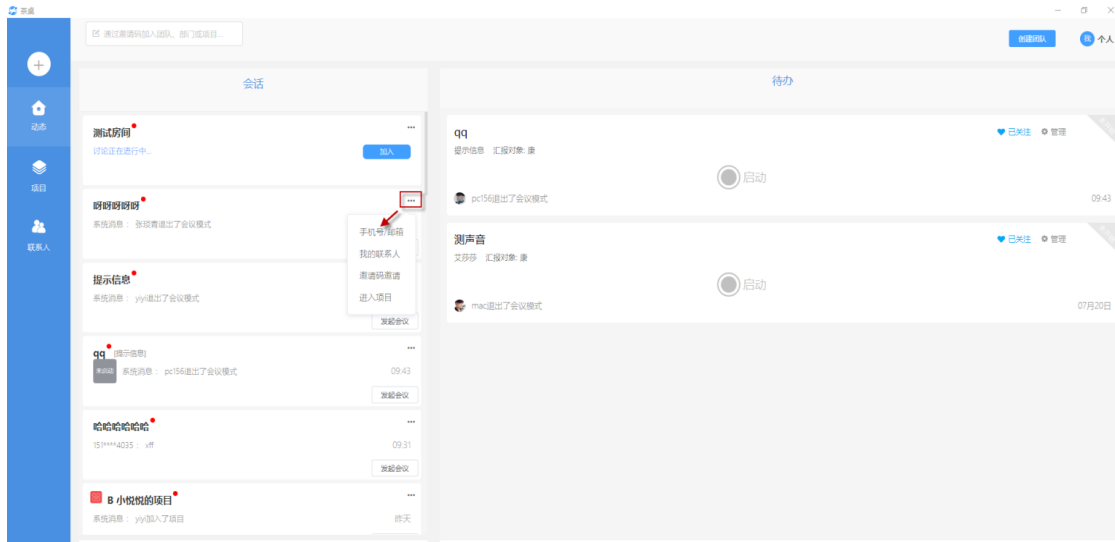 茶桌
通过邀请码加入团队、部门或项目...
创建团队
我 个人
动态
项目
联系人
会话
测试房间
讨论正在进行中...
加入
呀呀呀呀呀
系统消息： 张琰青退出了会议模式
手机号/邮箱
我的联系人
邀请码邀请
进入项目
提示信息
系统消息： yiyi退出了会议模式
发起会议
qq [提示信息]
未启动 系统消息： pc156退出了会议模式 09:43
发起会议
哈哈哈哈哈哈
151****4035： xff 09:31
发起会议
B 小悦悦的项目
系统消息： yiyi加入了项目 昨天
待办
qq
已关注 管理
提示信息 汇报对象: 康
启动
pc156退出了会议模式 09:43
测声音
已关注 管理
艾莎莎 汇报对象: 康
启动
mac退出了会议模式 07月20日